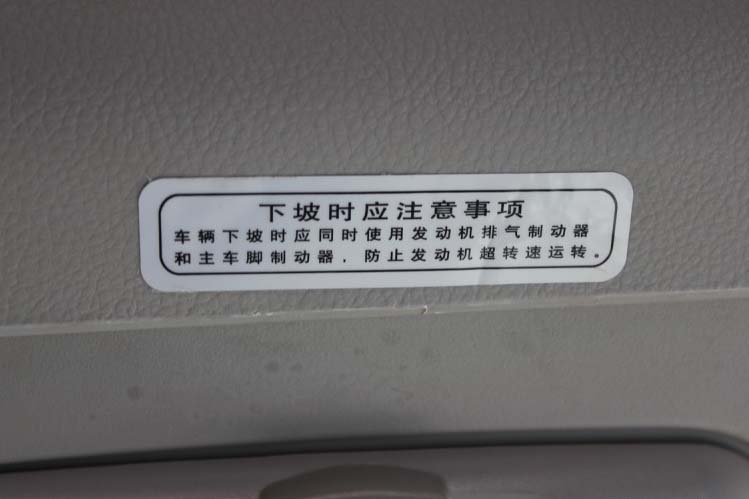 下坡时应注意事项
车辆下坡时应同时使用发动机排气制动器
和主车脚制动器，防止发动机超转速运转。